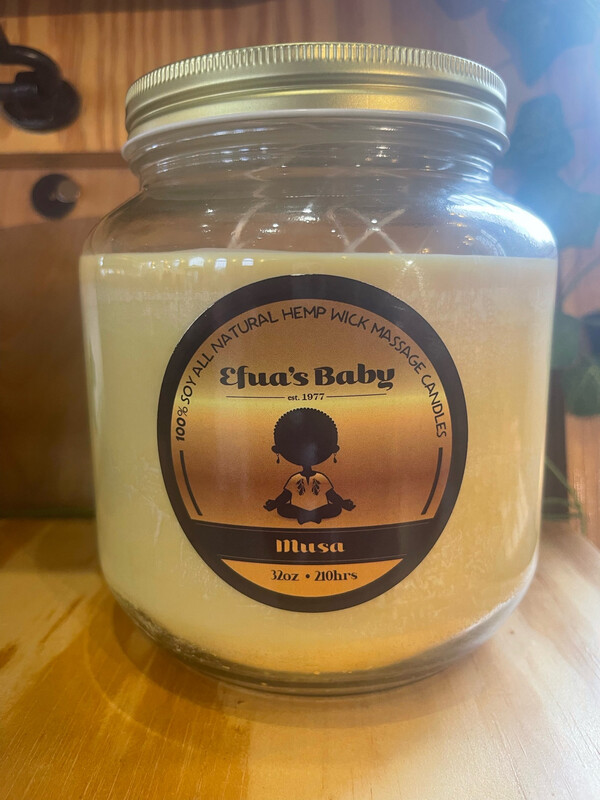 100% SOY ALL NATURAL HEMP WICK MASSAGE CANDLES
Efua's Baby
est. 1977
Musa
32oz • 210hrs